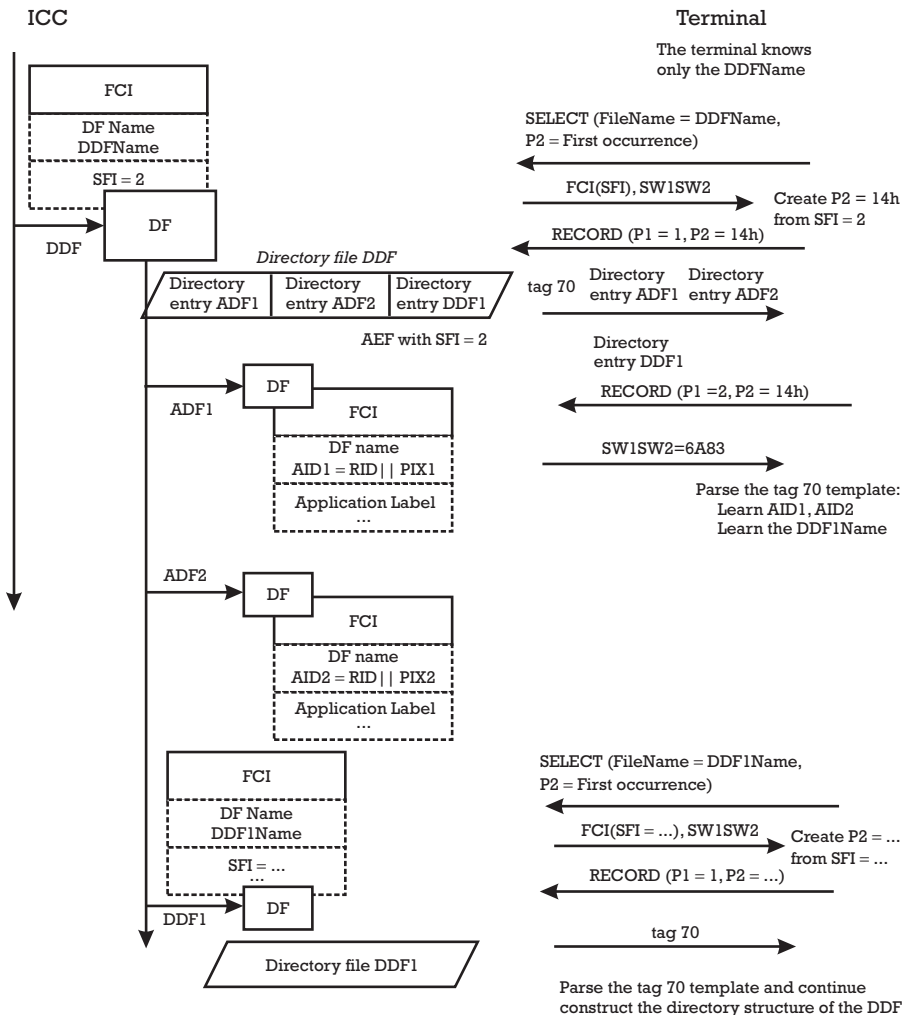 ICC
Terminal
The terminal knows
only the DDFName
FCI
DF Name
DDFName
SFI = 2
DF
DDF
SELECT (FileName = DDFName,
P2 = First occurrence)
FCI(SFI), SW1SW2
Create P2 = 14h
from SFI = 2
RECORD (P1 = 1, P2 = 14h)
Directory file DDF
Directory
entry ADF1
Directory
entry ADF2
Directory
entry DDF1
tag 70
Directory
entry ADF1
Directory
entry ADF2
AEF with SFI = 2
Directory
entry DDF1
RECORD (P1 =2, P2 = 14h)
ADF1
DF
FCI
DF name
AID1 = RID|| PIX1
Application Label
...
SW1SW2=6A83
Parse the tag 70 template:
Learn AID1, AID2
Learn the DDF1Name
ADF2
DF
FCI
DF name
AID2 = RID|| PIX2
Application Label
...
FCI
DF Name
DDF1Name
SFI = ...
...
DDF1
DF
Directory file DDF1
SELECT (FileName = DDF1Name,
P2 = First occurrence)
FCI(SFI = ...), SW1SW2
Create P2 = ...
from SFI = ...
RECORD (P1 = 1, P2 = ...)
tag 70
Parse the tag 70 template and continue
construct the directory structure of the DDF